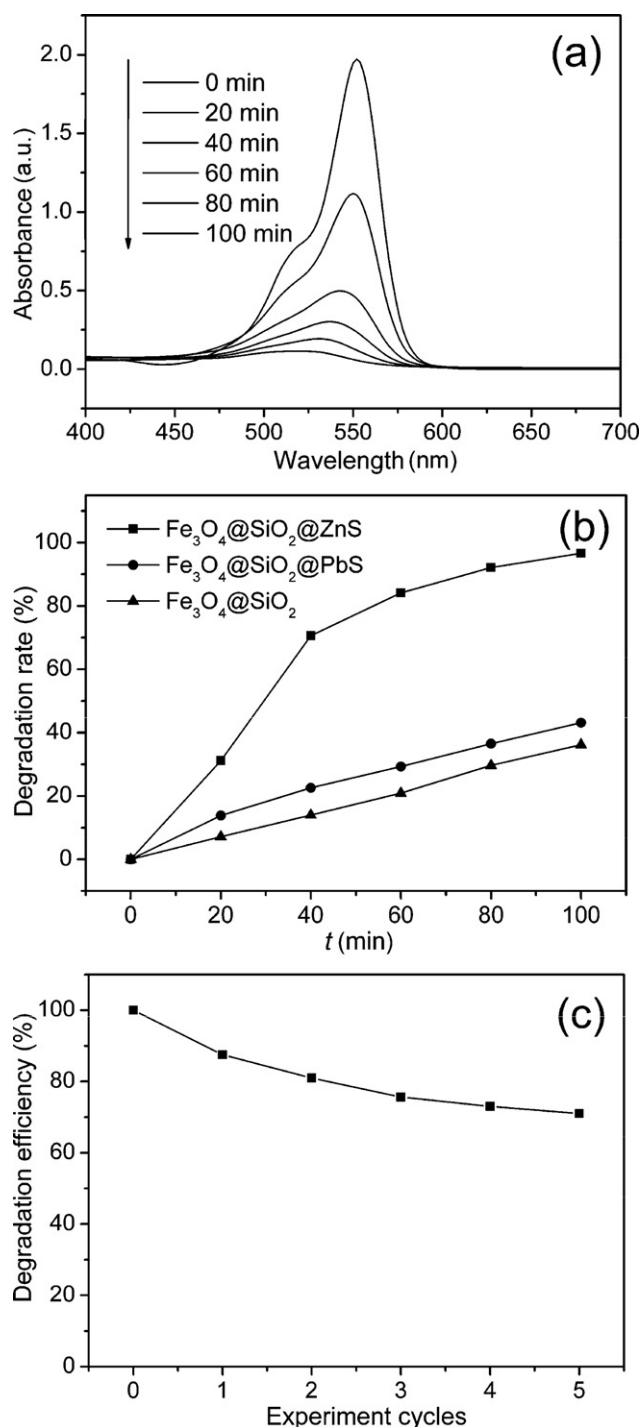 (a)
2.0
1.5
1.0
0.5
0.0
Absorbance (a.u.)
0 min
20 min
40 min
60 min
80 min
100 min
400 450 500 550 600 650 700
Wavelength (nm)
(b)
100
80
60
40
20
0
Degradation rate (%)
Fe₃O₄@SiO₂@ZnS
Fe₃O₄@SiO₂@PbS
Fe₃O₄@SiO₂
0 20 40 60 80 100
t (min)
(c)
100
80
60
40
20
0
Degradation efficiency (%)
0 1 2 3 4 5
Experiment cycles